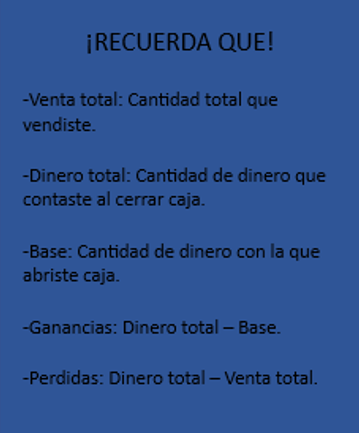 ¡RECUERDA QUE!
-Venta total: Cantidad total que
vendiste.
-Dinero total: Cantidad de dinero que
contaste al cerrar caja.
-Base: Cantidad de dinero con la que
abriste caja.
-Ganancias: Dinero total – Base.
-Perdidas: Dinero total – Venta total.